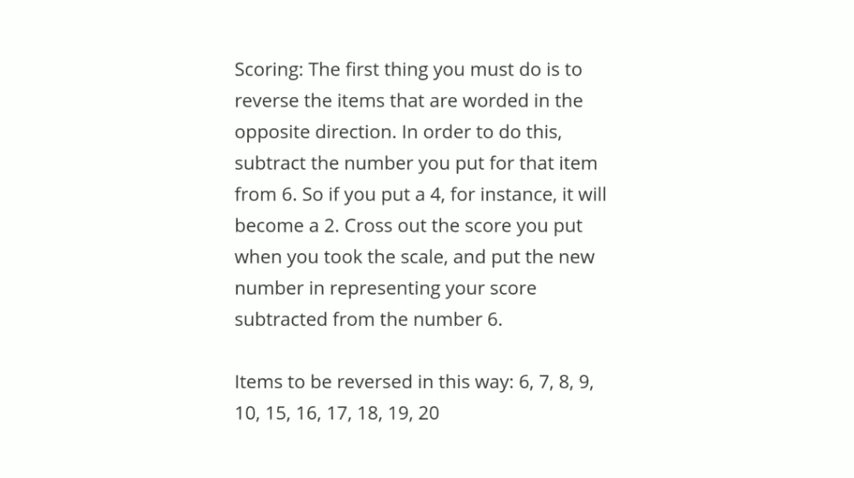 Scoring: The first thing you must do is to
reverse the items that are worded in the
opposite direction. In order to do this,
subtract the number you put for that item
from 6. So if you put a 4, for instance, it will
become a 2. Cross out the score you put
when you took the scale, and put the new
number in representing your score
subtracted from the number 6.
Items to be reversed in this way: 6, 7, 8, 9,
10, 15, 16, 17, 18, 19, 20